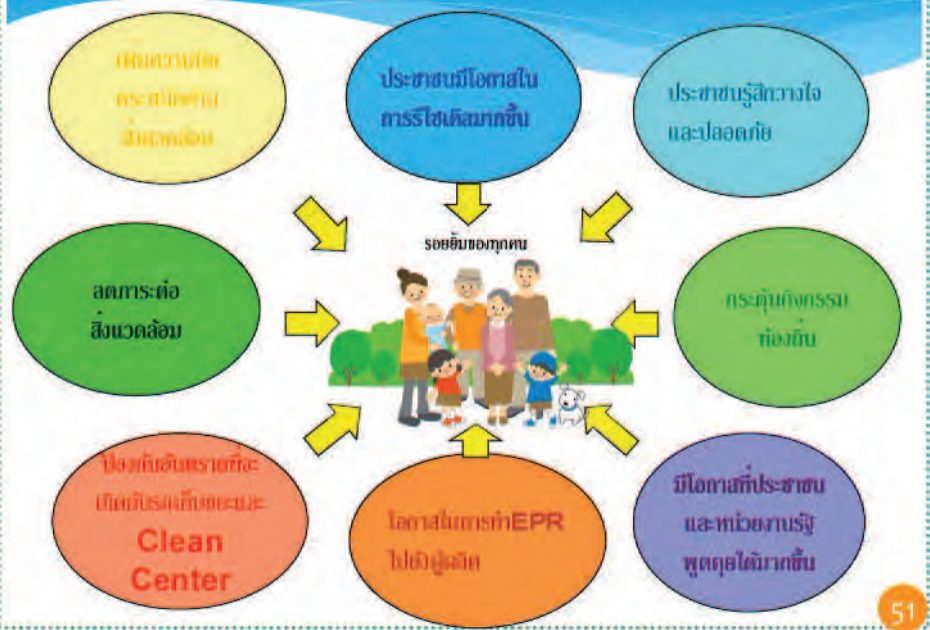 เพิ่มความคิด
ตระหนักด้าน
สิ่งแวดล้อม
ประชาชนมีโอกาสใน
การรีไซเคิลมากขึ้น
ประชาชนรู้สึกวางใจ
และปลอดภัย
รอยยิ้มของทุกคน
ลดภาระต่อ
สิ่งแวดล้อม
กระตุ้นกิจกรรม
ท้องถิ่น
ป้องกันอันตรายที่จะ
เกิดกับรถเก็บขยะและ
Clean
Center
โอกาสในการทำEPR
ไปยังผู้ผลิต
มีโอกาสที่ประชาชน
และหน่วยงานรัฐ
พูดคุยได้มากขึ้น
51